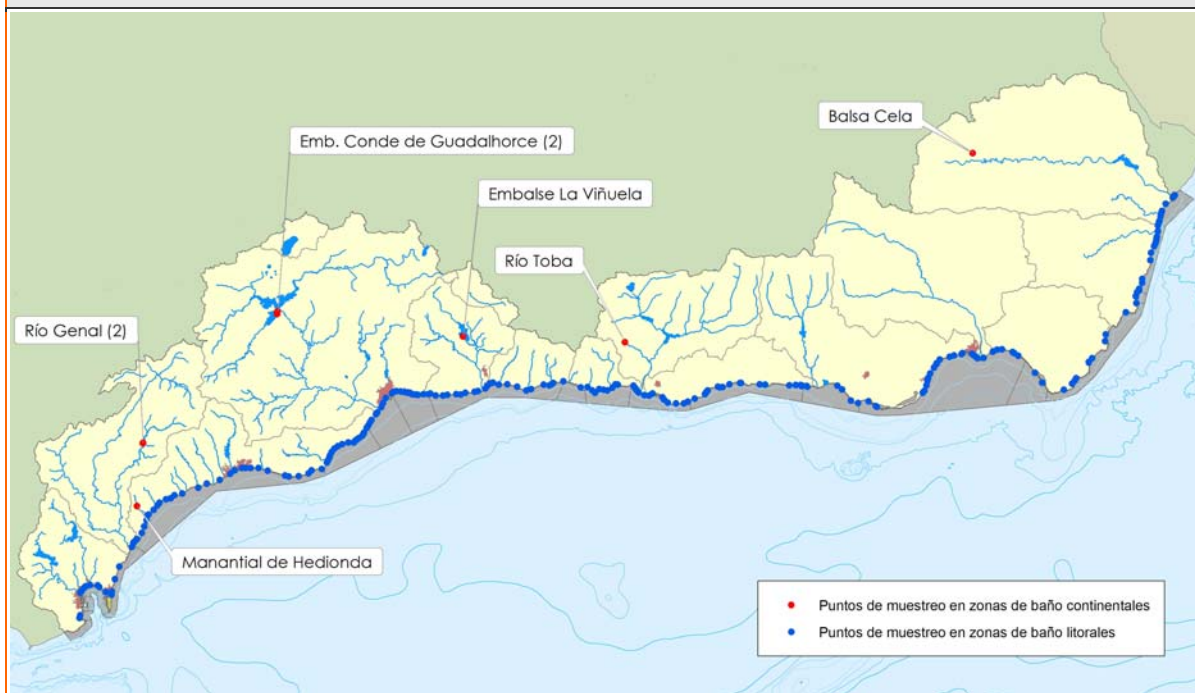 Balsa Cela
Emb. Conde de Guadalhorce (2)
Embalse La Viñuela
Río Toba
Río Genal (2)
Manantial de Hedionda
Puntos de muestreo en zonas de baño continentales
Puntos de muestreo en zonas de baño litorales